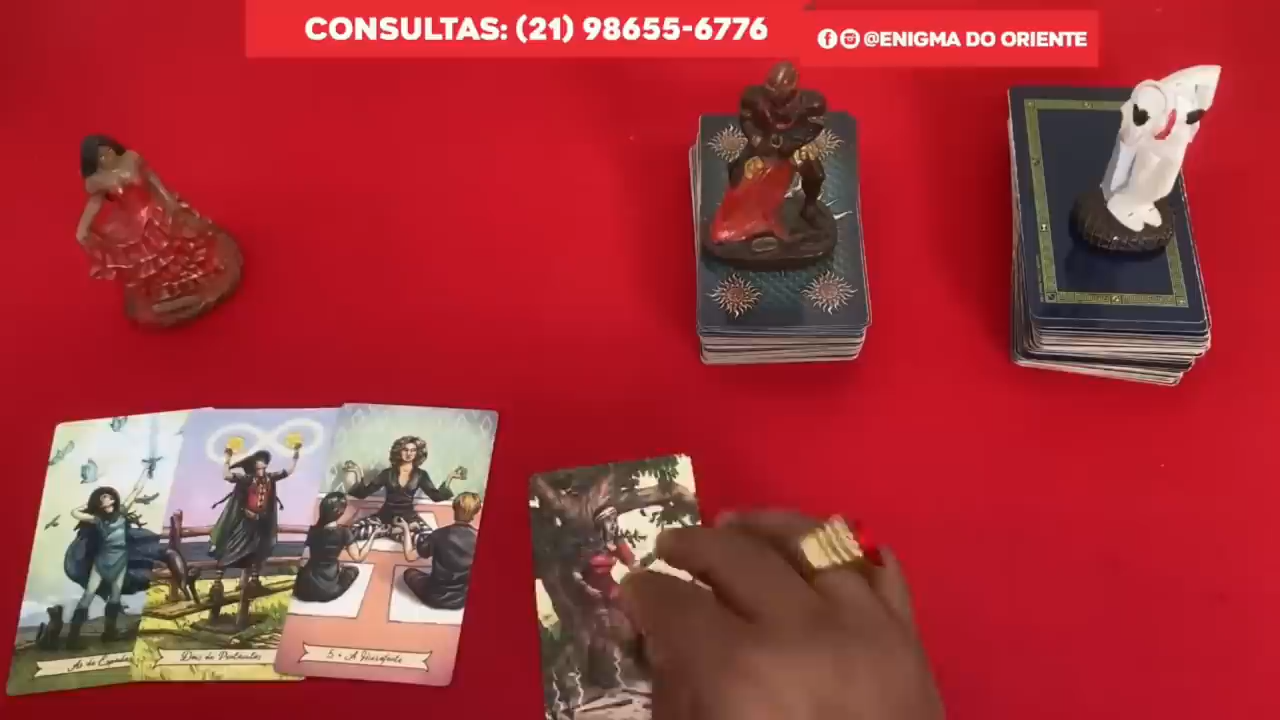 CONSULTAS: (21) 98655-6776
@ENIGMA DO ORIENTE
Ás de Espadas
Dois de Pentáculos
5 • A Hierofante